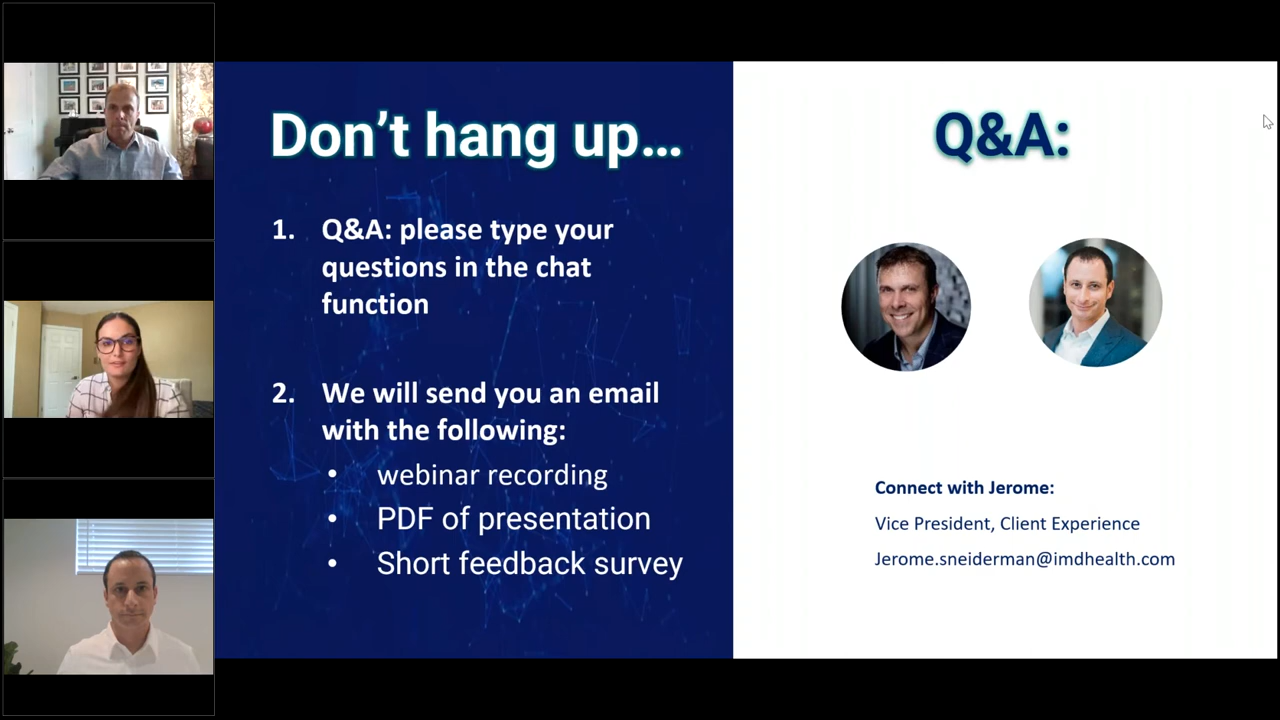 Don't hang up...
1. Q&A: please type your
questions in the chat
function
2. We will send you an email
with the following:
• webinar recording
• PDF of presentation
• Short feedback survey
Q&A:
Connect with Jerome:
Vice President, Client Experience
Jerome.sneiderman@imdhealth.com